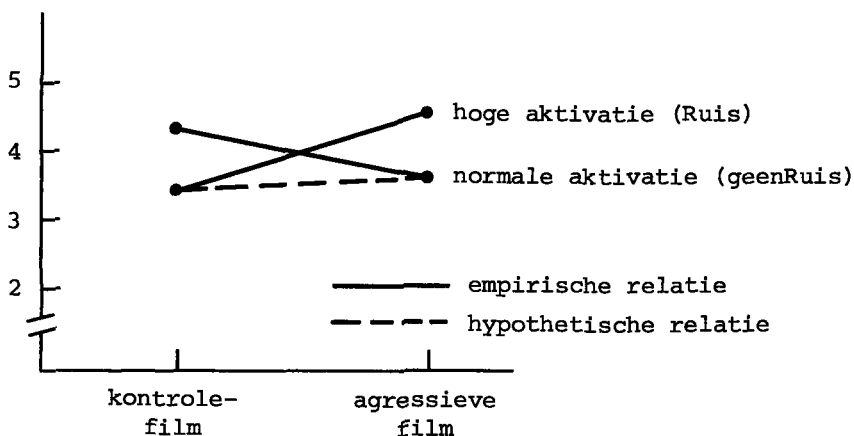 5
hoge aktivatie (Ruis)
4
normale aktivatie (geenRuis)
3
2
empirische relatie
hypothetische relatie
kontrole-
film
agressieve
film